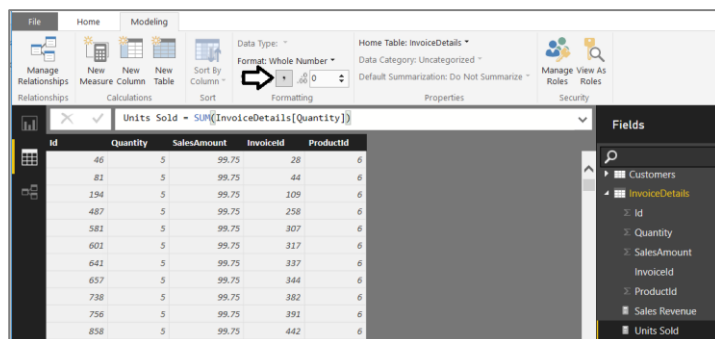 File Home Modeling
Data Type:
Home Table: InvoiceDetails
Format: Whole Number
Data Category: Uncategorized
Manage Relationships
New Measure
New Column
New Table
Sort By Column
0
Default Summarization: Do Not Summarize
Manage Roles
View As Roles
Relationships Calculations Sort Formatting Properties Security
Units Sold = SUM(InvoiceDetails[Quantity])
Fields
Id Quantity SalesAmount InvoiceId ProductId
46 5 99.75 28 6
81 5 99.75 44 6
194 5 99.75 109 6
487 5 99.75 258 6
581 5 99.75 307 6
601 5 99.75 317 6
641 5 99.75 337 6
657 5 99.75 344 6
738 5 99.75 382 6
756 5 99.75 391 6
858 5 99.75 442 6
Customers
InvoiceDetails
Σ Id
Σ Quantity
Σ SalesAmount
InvoiceId
Σ ProductId
Sales Revenue
Units Sold